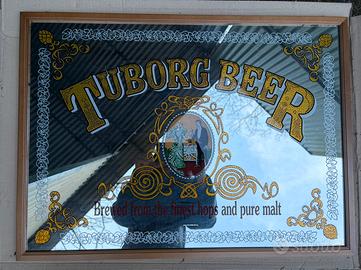 TUBORG BEER
Brewed from the finest hops and pure malt